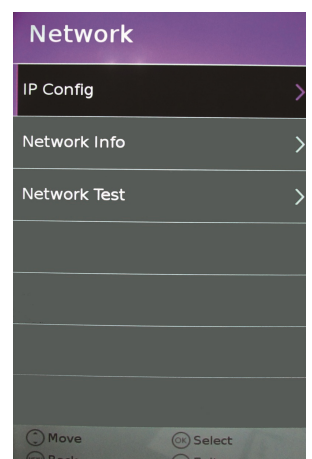 Network
IP Config
Network Info
Network Test
Move
OK Select